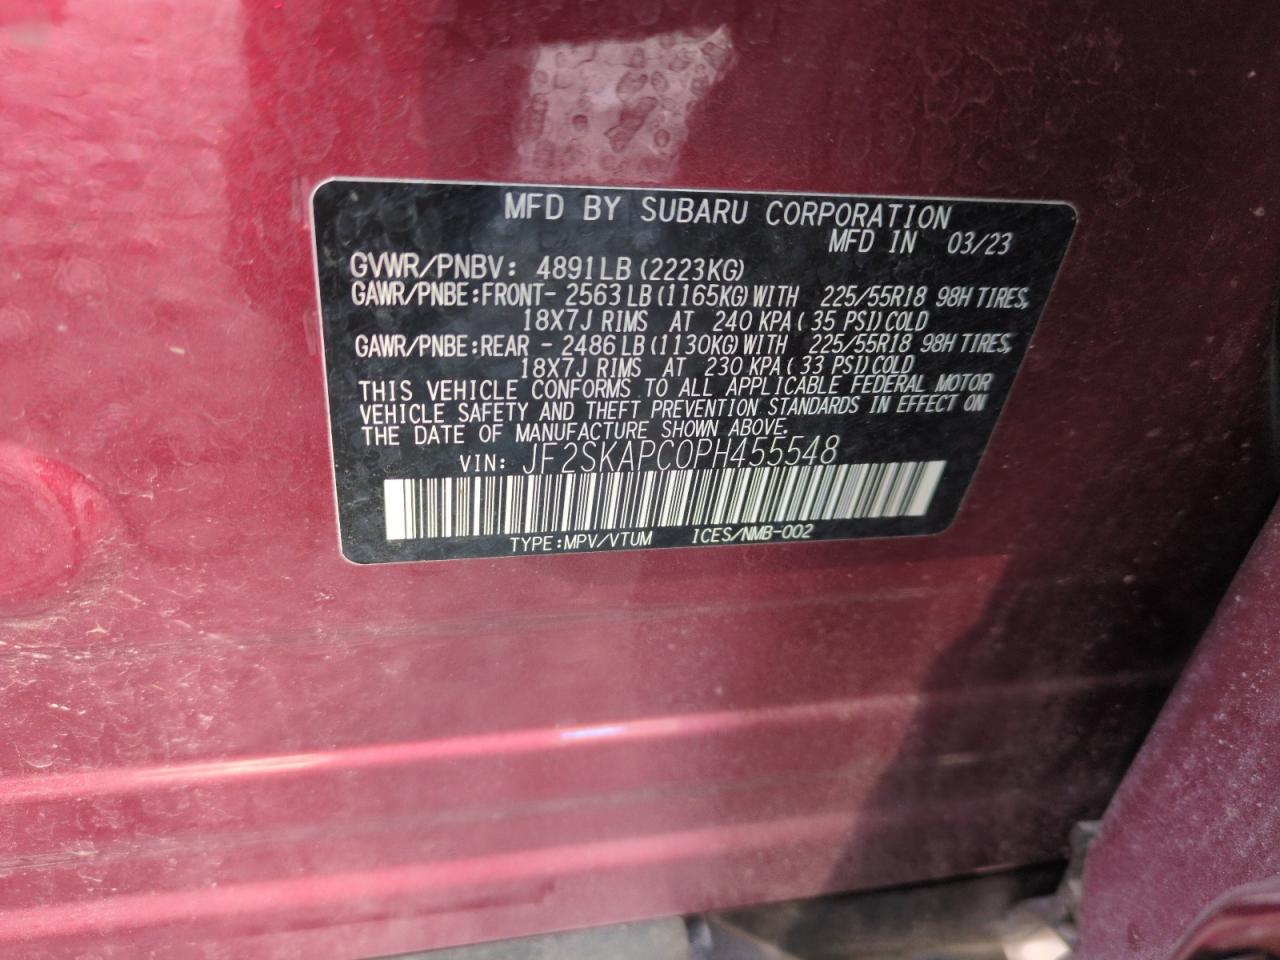 MFD BY SUBARU CORPORATION
MFD IN 03/23
GVWR/PNBV: 4891LB (2223KG)
GAWR/PNBE:FRONT- 2563 LB (1165KG) WITH 225/55R18 98H TIRES,
18X7J RIMS AT 240 KPA ( 35 PSI) COLD
GAWR/PNBE:REAR - 2486 LB (1130KG) WITH 225/55R18 98H TIRES,
18X7J RIMS AT 230 KPA ( 33 PSI) COLD
THIS VEHICLE CONFORMS TO ALL APPLICABLE FEDERAL MOTOR
VEHICLE SAFETY AND THEFT PREVENTION STANDARDS IN EFFECT ON
THE DATE OF MANUFACTURE SHOWN ABOVE.
VIN: JF2SKAPC0PH455548
TYPE:MPV/VTUM ICES/NMB-002